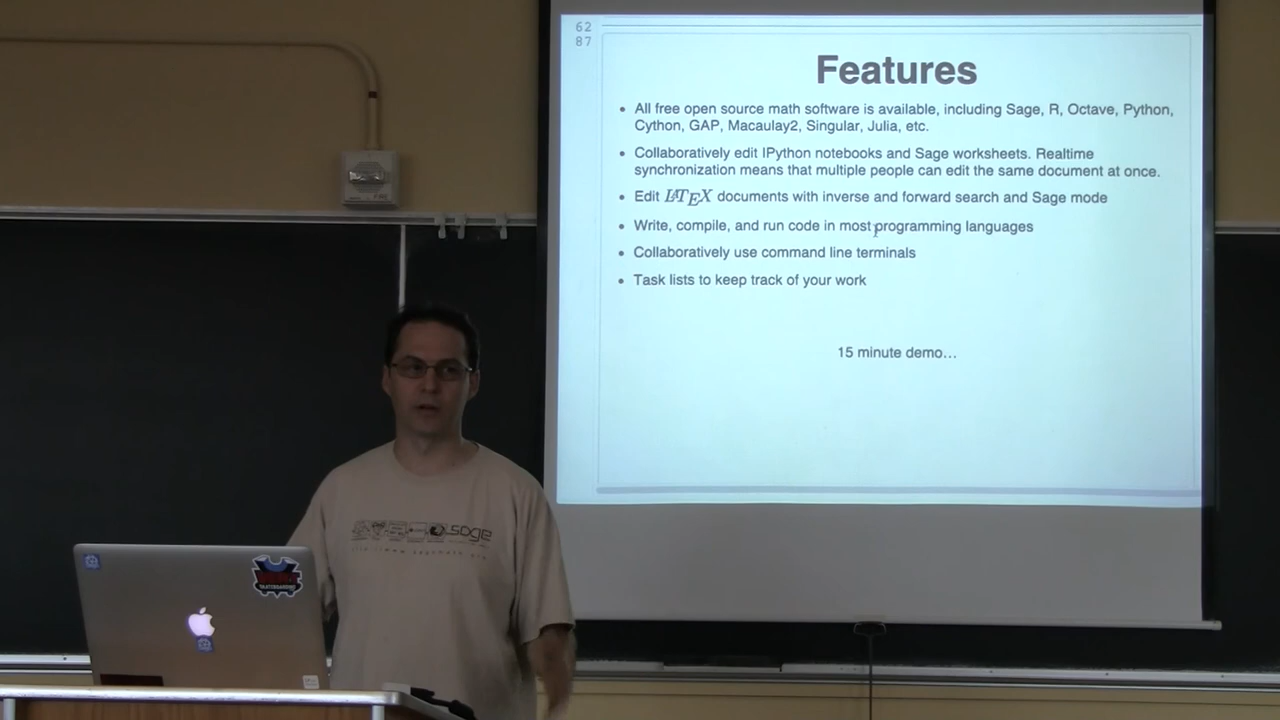 62
87
Features
• All free open source math software is available, including Sage, R, Octave, Python,
Cython, GAP, Macaulay2, Singular, Julia, etc.
• Collaboratively edit IPython notebooks and Sage worksheets. Realtime
synchronization means that multiple people can edit the same document at once.
• Edit LATEX documents with inverse and forward search and Sage mode
• Write, compile, and run code in most programming languages
• Collaboratively use command line terminals
• Task lists to keep track of your work
15 minute demo…
sage